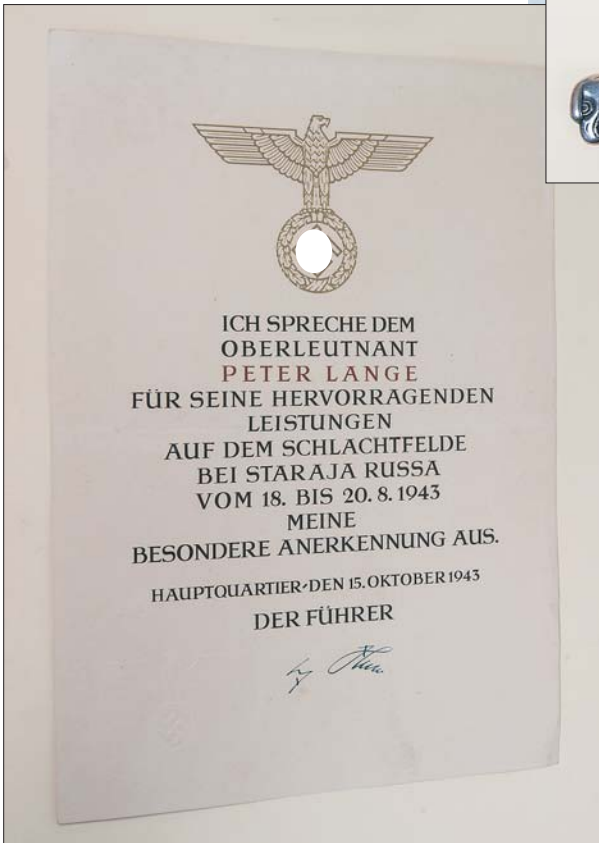 ICH SPRECHE DEM
OBERLEUTNANT
PETER LANGE
FÜR SEINE HERVORRAGENDEN
LEISTUNGEN
AUF DEM SCHLACHTFELDE
BEI STARAJA RUSSA
VOM 18. BIS 20. 8. 1943
MEINE
BESONDERE ANERKENNUNG AUS.
HAUPTQUARTIER·DEN 15. OKTOBER 1943
DER FÜHRER